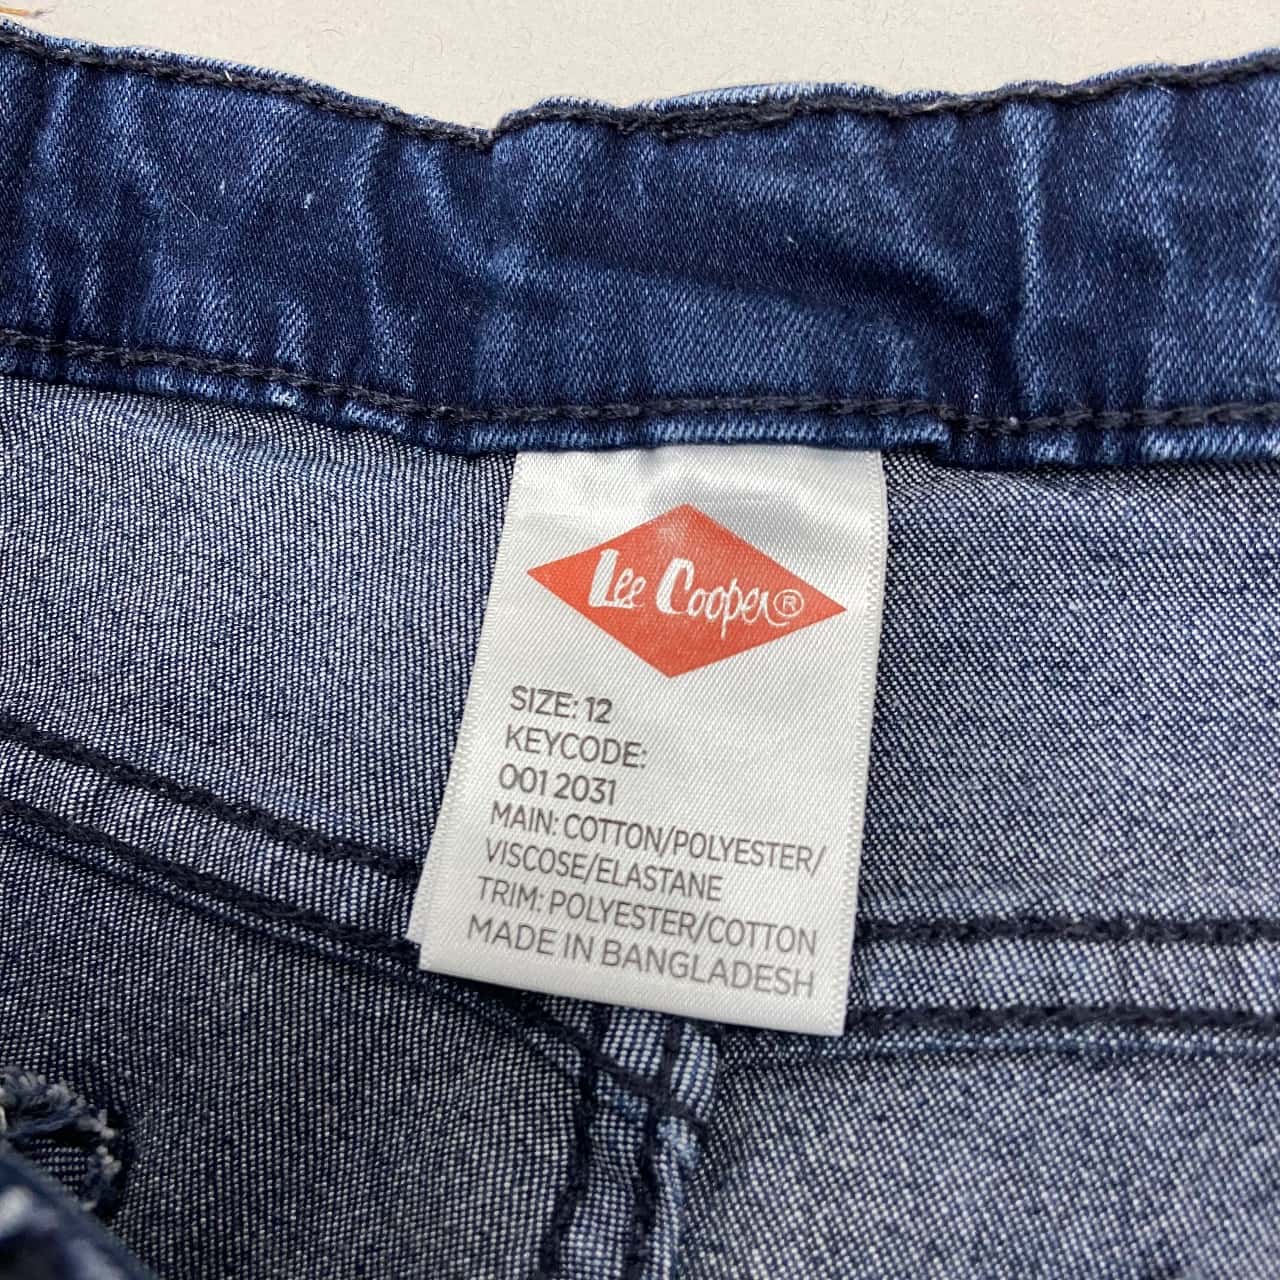 Lee Cooper®
SIZE: 12
KEYCODE:
001 2031
MAIN: COTTON/POLYESTER/
VISCOSE/ELASTANE
TRIM: POLYESTER/COTTON
MADE IN BANGLADESH